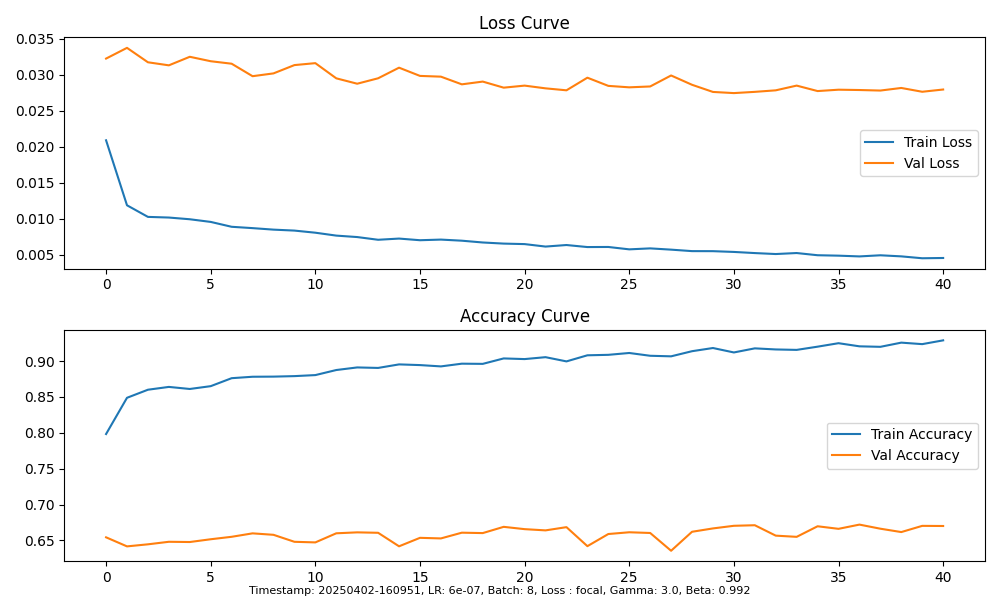 Loss Curve
0.035
0.030
0.025
0.020
0.015
0.010
0.005
Train Loss
Val Loss
0 5 10 15 20 25 30 35 40
Accuracy Curve
0.90
0.85
0.80
0.75
0.70
0.65
Train Accuracy
Val Accuracy
0 5 10 15 20 25 30 35 40
Timestamp: 20250402-160951, LR: 6e-07, Batch: 8, Loss : focal, Gamma: 3.0, Beta: 0.992